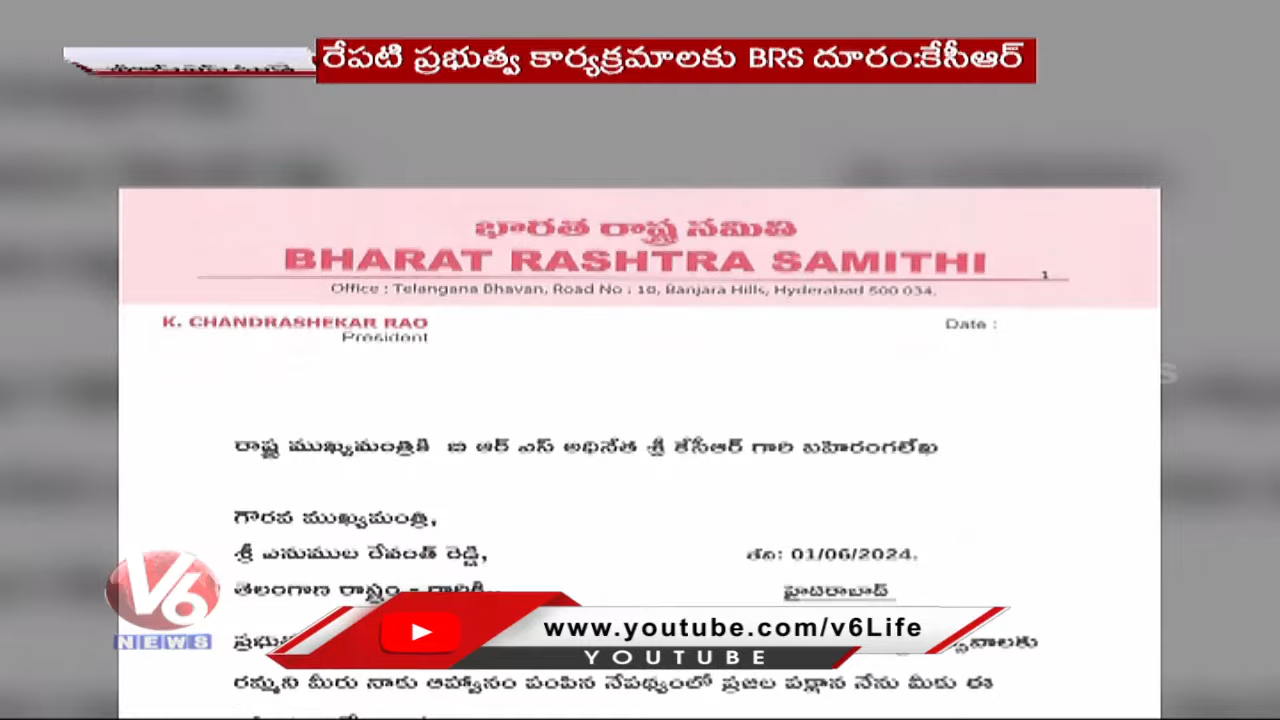 రేపటి ప్రభుత్వ కార్యక్రమాలకు BRS దూరం:కేసీఆర్
భారత రాష్ట్ర సమితి
BHARAT RASHTRA SAMITHI
1
Office : Telangana Bhavan, Road No : 10, Banjara Hills, Hyderabad 500 034.
K. CHANDRASHEKAR RAO
President
Date :
రాష్ట్ర ముఖ్యమంత్రికి బి ఆర్ ఎస్ అధినేత శ్రీ కేసీఆర్ గారి బహిరంగలేఖ
గౌరవ ముఖ్యమంత్రి,
శ్రీ ఎనుముల రేవంత్ రెడ్డి,
తేది: 01/06/2024.
తెలంగాణ రాష్ట్రం - గారికి..
హైదరాబాద్
V6
NEWS
www.youtube.com/v6Life
YOUTUBE
రమ్మని మీరు నాకు ఆహ్వానం పంపిన నేపథ్యంలో ప్రజల పక్షాన నేను మీకు ఈ